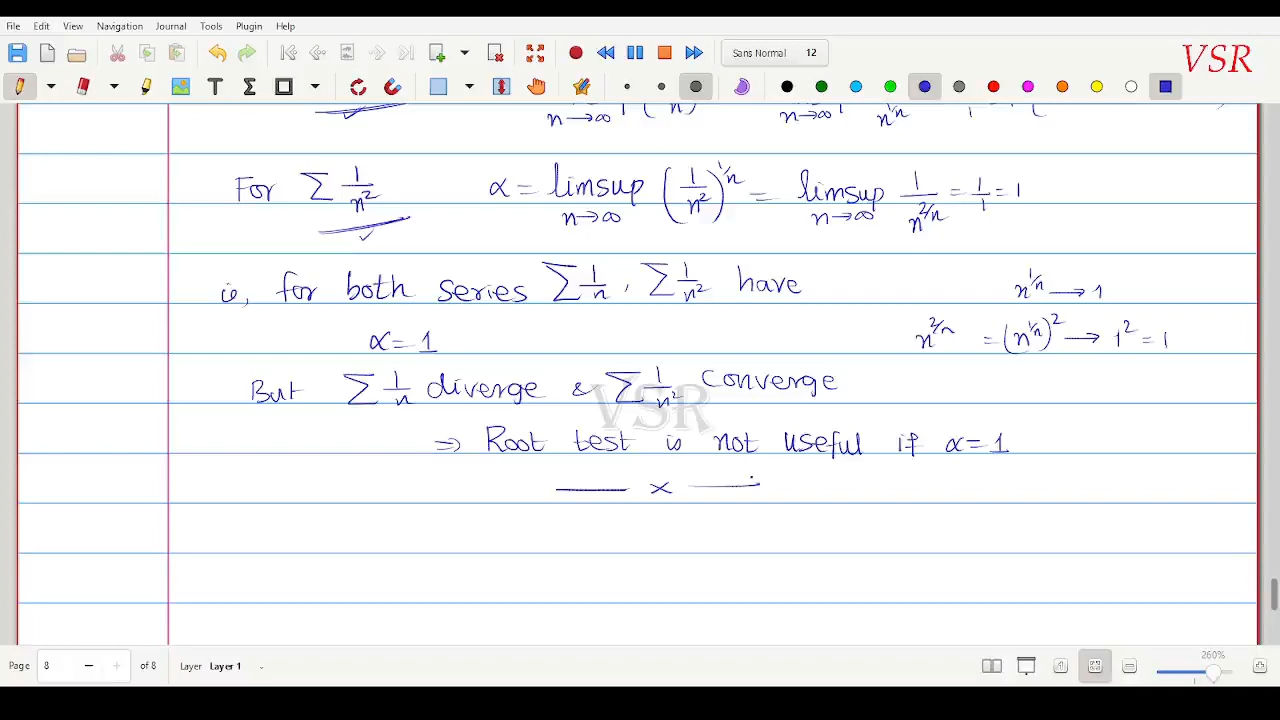 File Edit View Navigation Journal Tools Plugin Help
Sans Normal 12
VSR
n→∞ n→∞ n^{1/n}
For ∑ 1/n² α = limsup n→∞ (1/n²)^{1/n} = limsup n→∞ 1/n^{2/n} = 1/1 = 1
ie, for both series ∑ 1/n, ∑ 1/n² have
n^{1/n} → 1
α = 1
n^{2/n} = (n^{1/n})² → 1² = 1
But ∑ 1/n diverge & ∑ 1/n² converge
VSR
⇒ Root test is not useful if α = 1
— x —
Page 8 of 8 Layer Layer 1 260%